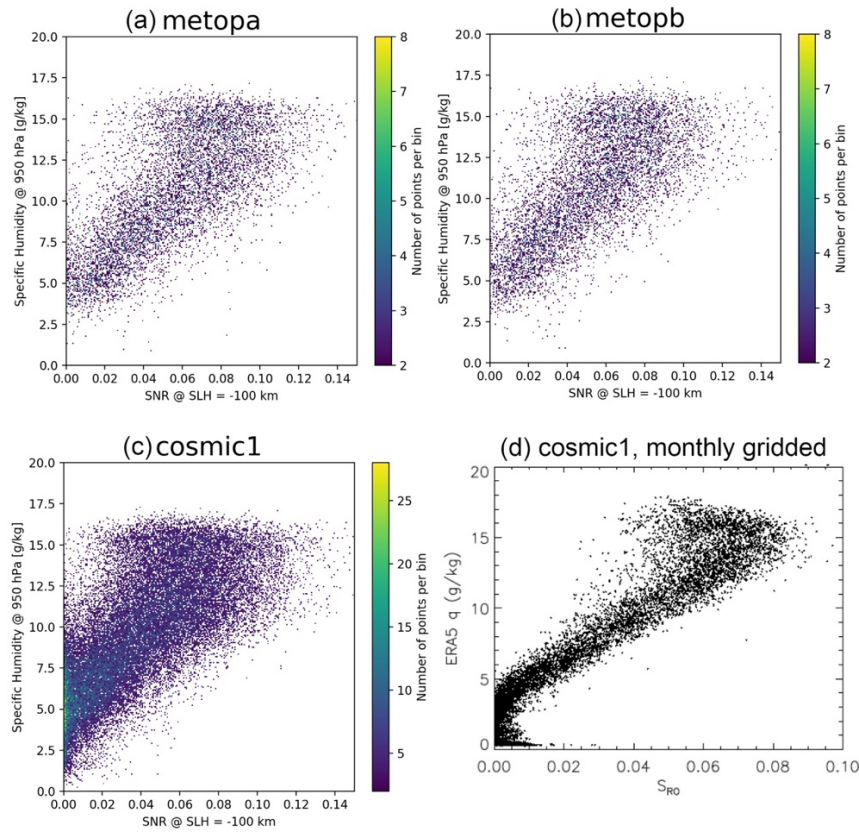 (a) metopa
20.0
17.5
15.0
12.5
10.0
7.5
5.0
2.5
0.0
Specific Humidity @ 950 hPa [g/kg]
0.00 0.02 0.04 0.06 0.08 0.10 0.12 0.14
SNR @ SLH = -100 km
8
7
6
5
4
3
2
Number of points per bin
(b) metopb
20.0
17.5
15.0
12.5
10.0
7.5
5.0
2.5
0.0
Specific Humidity @ 950 hPa [g/kg]
0.00 0.02 0.04 0.06 0.08 0.10 0.12 0.14
SNR @ SLH = -100 km
8
7
6
5
4
3
2
Number of points per bin
(c) cosmic1
20.0
17.5
15.0
12.5
10.0
7.5
5.0
2.5
0.0
Specific Humidity @ 950 hPa [g/kg]
0.00 0.02 0.04 0.06 0.08 0.10 0.12 0.14
SNR @ SLH = -100 km
25
20
15
10
5
Number of points per bin
(d) cosmic1, monthly gridded
20
15
10
5
0
ERA5 q (g/kg)
0.00 0.02 0.04 0.06 0.08 0.10
S_RO